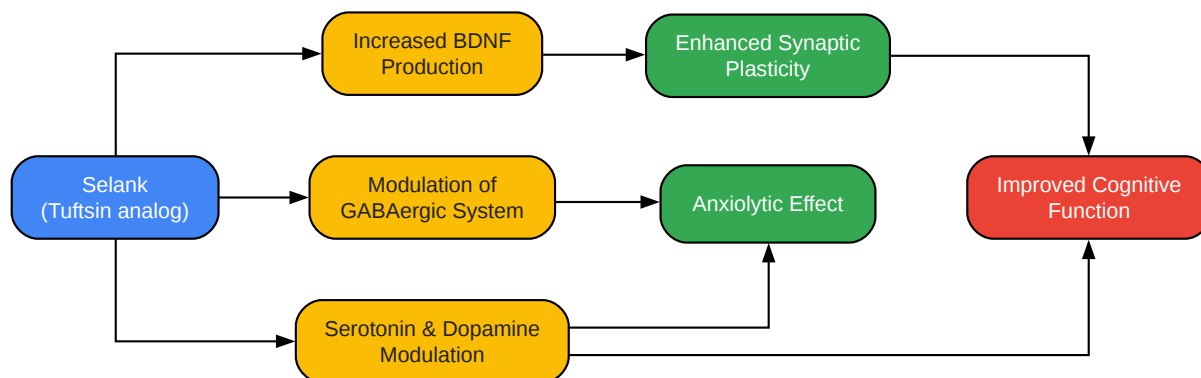 Increased BDNF
Production
Enhanced Synaptic
Plasticity
Selank
(Tuftsin analog)
Modulation of
GABAergic System
Anxiolytic Effect
Improved Cognitive
Function
Serotonin & Dopamine
Modulation